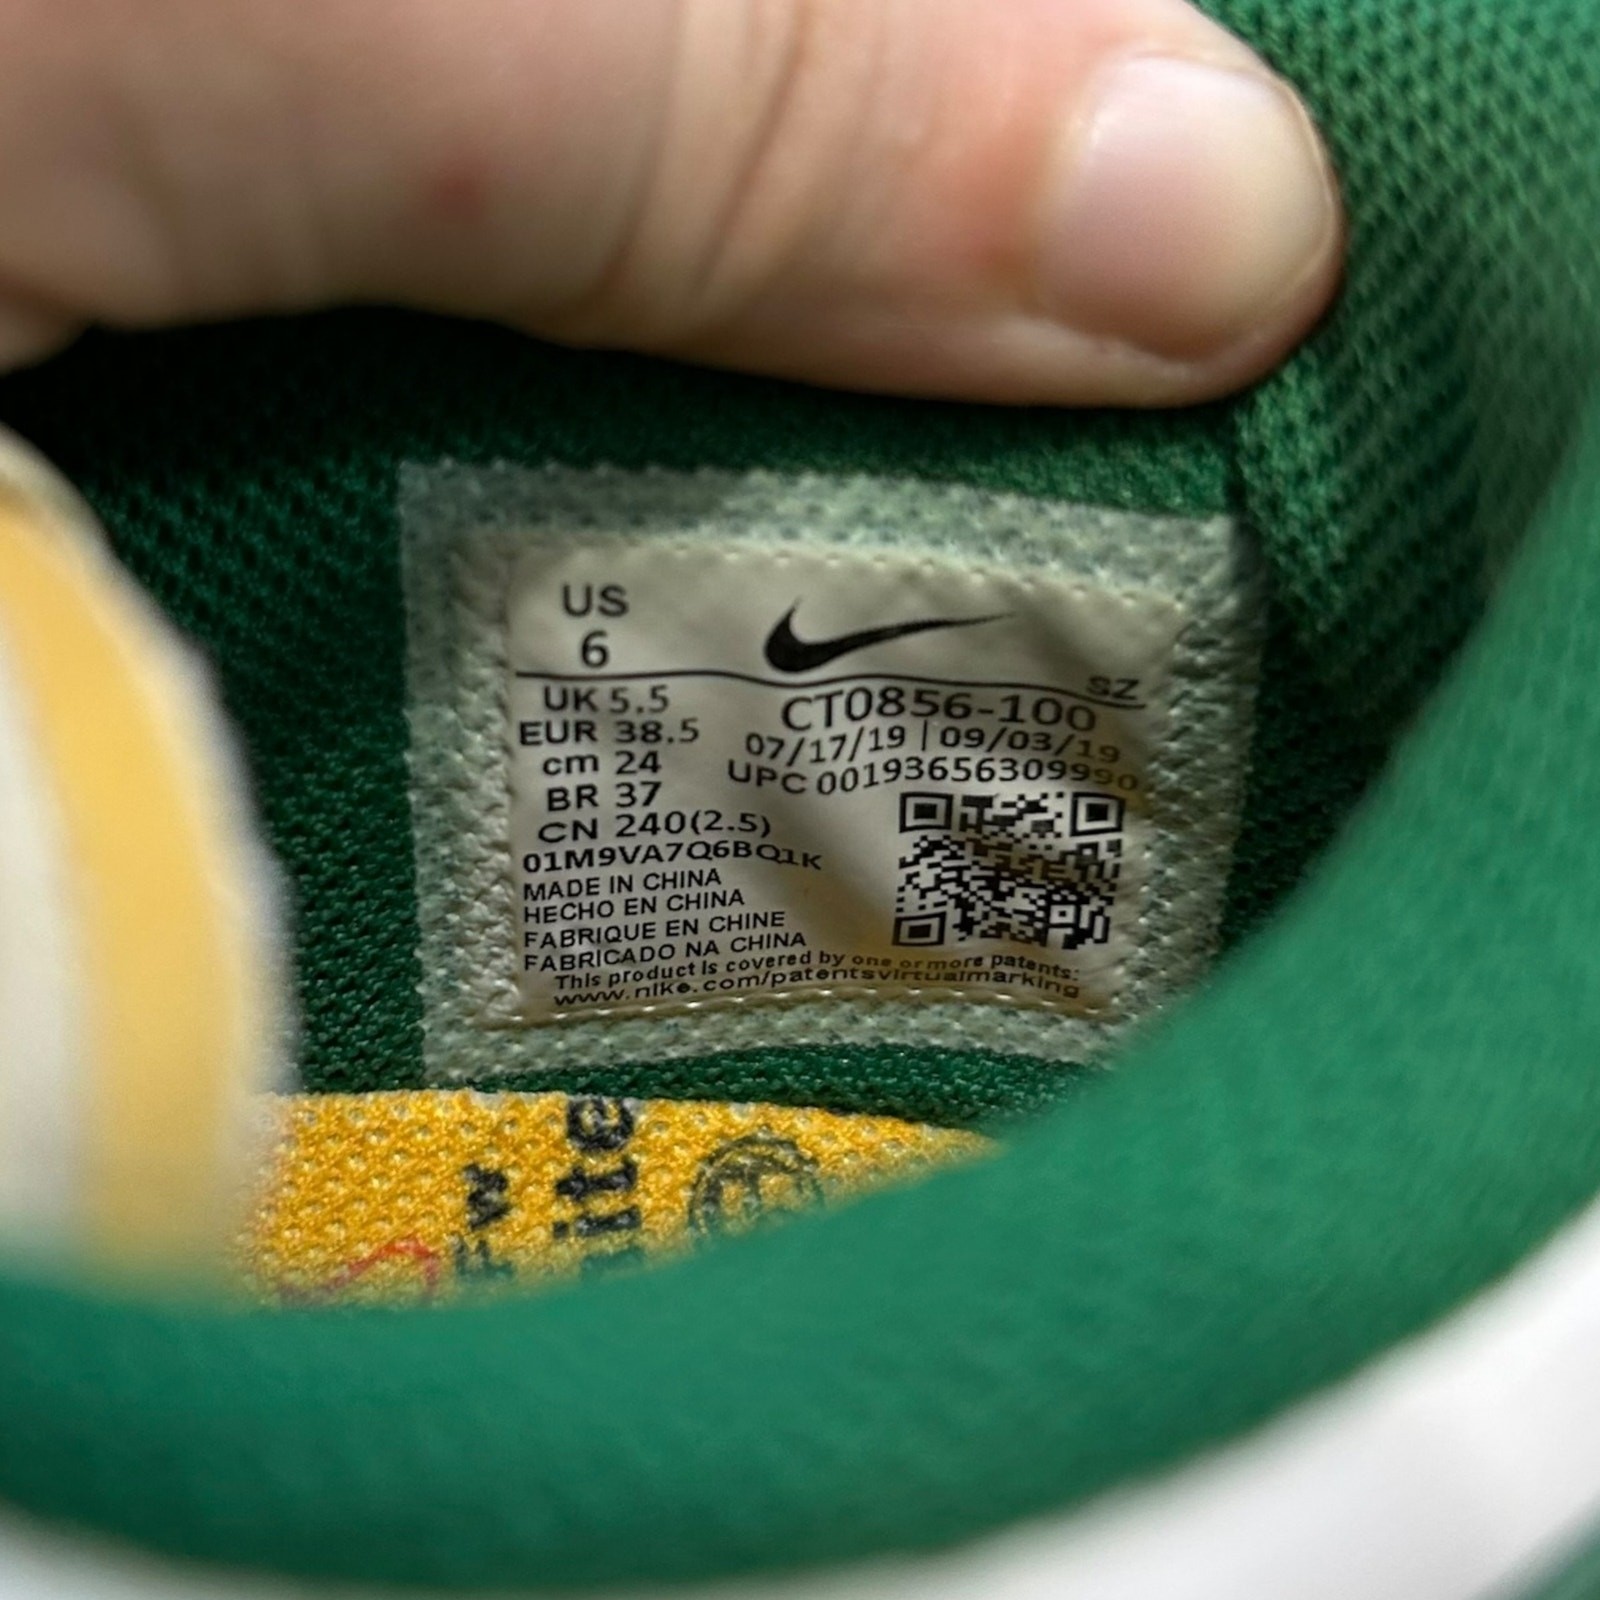 US
6
SZ
UK 5.5
CT0856-100
EUR 38.5
07/17/19 | 09/03/19
cm 24
UPC 00193656309990
BR 37
CN 240(2.5)
01M9VA7Q6BQ1K
MADE IN CHINA
HECHO EN CHINA
FABRIQUE EN CHINE
FABRICADO NA CHINA
This product is covered by one or more patents:
www.nike.com/patentsvirtualmarking